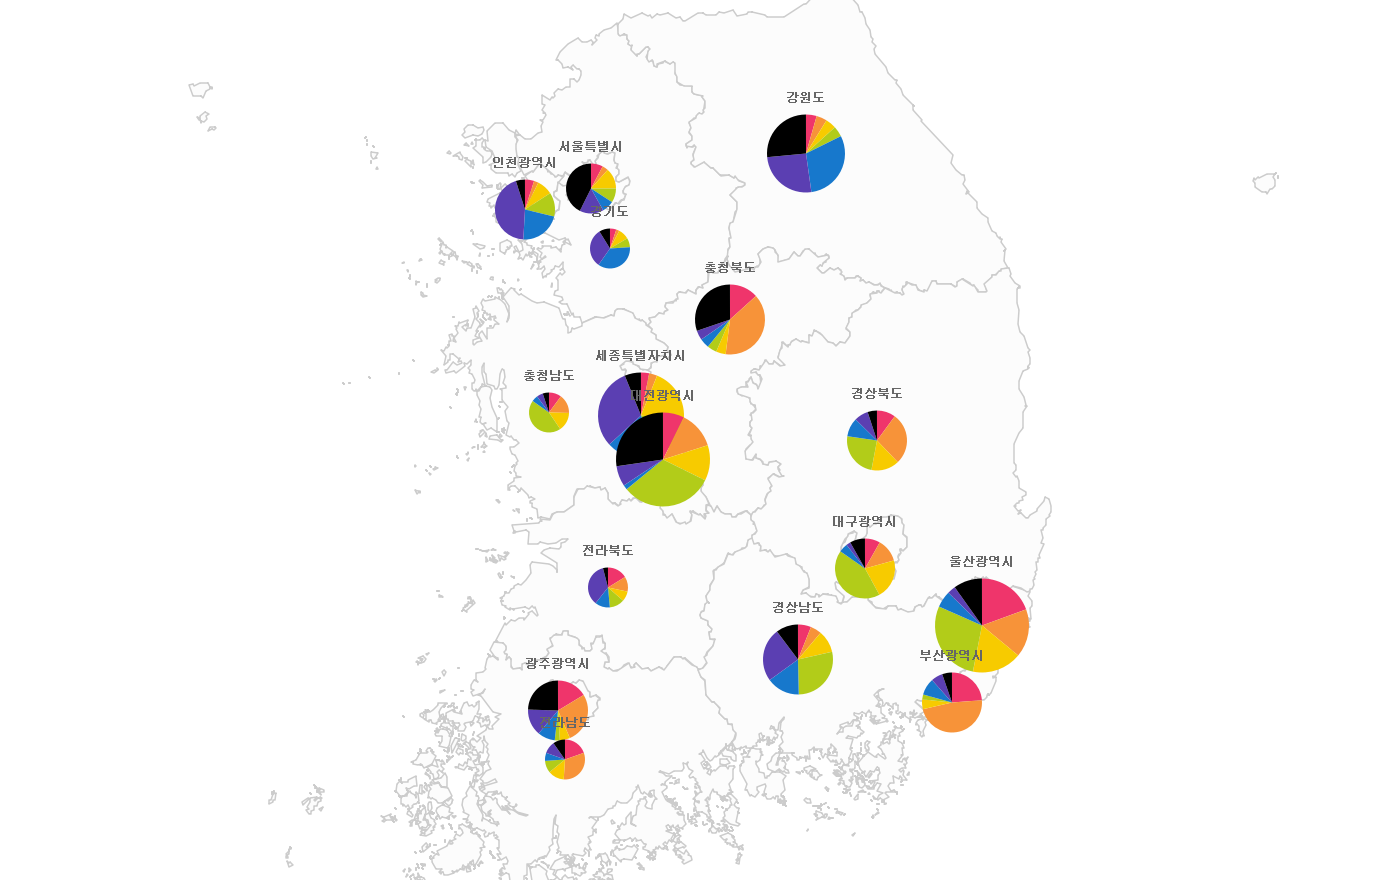 강원도
서울특별시
인천광역시
경기도
충청북도
세종특별자치시
충청남도
대전광역시
경상북도
대구광역시
전라북도
울산광역시
경상남도
부산광역시
광주광역시
전라남도